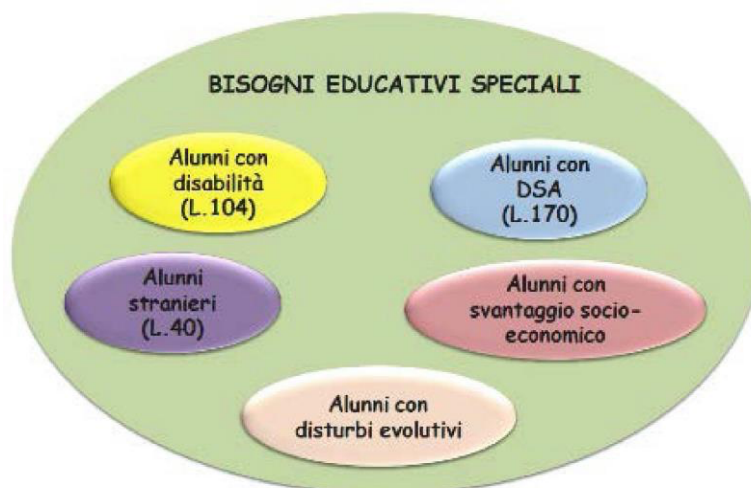 BISOGNI EDUCATIVI SPECIALI
Alunni con
disabilità
(L.104)
Alunni con
DSA
(L.170)
Alunni
stranieri
(L.40)
Alunni con
svantaggio socio-
economico
Alunni con
disturbi evolutivi